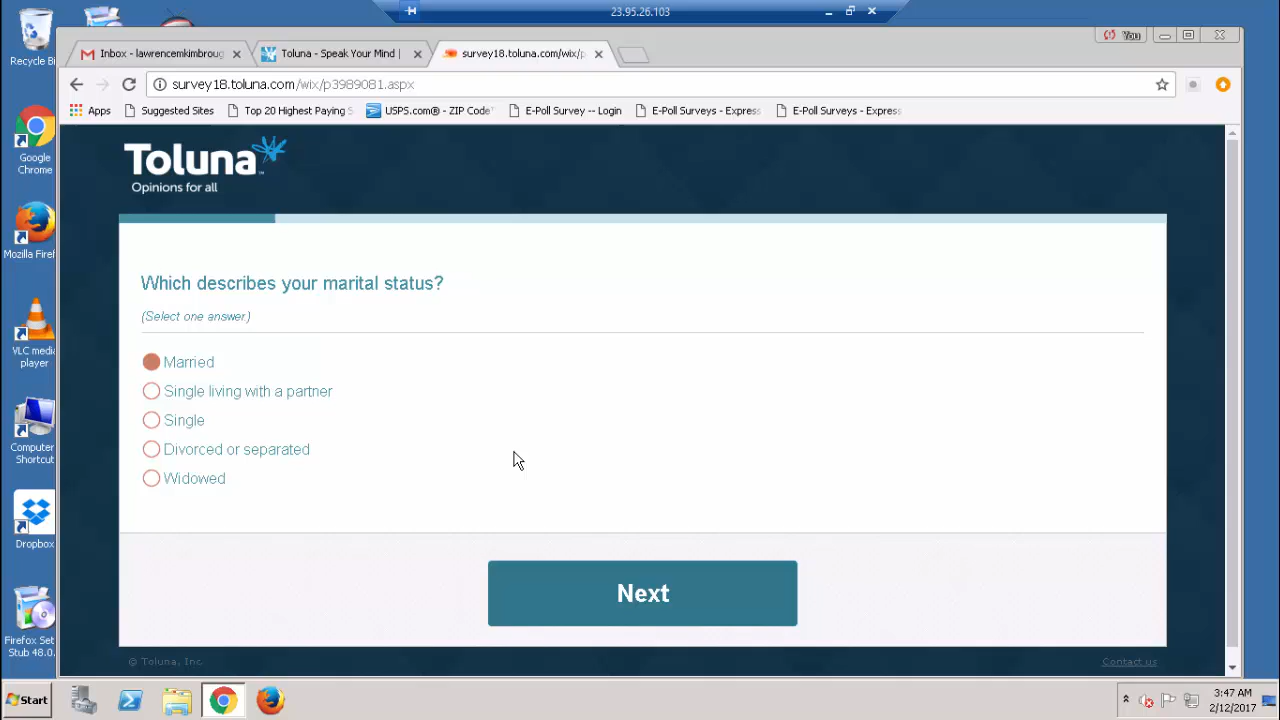 23.95.26.103
Recycle Bi
Inbox - lawrencemkimbroug
Toluna - Speak Your Mind |
survey18.toluna.com/wix/p
You
survey18.toluna.com/wix/p3989081.aspx
Apps
Suggested Sites
Top 20 Highest Paying S
USPS.com® - ZIP Code
E-Poll Survey -- Login
E-Poll Surveys - Express
E-Poll Surveys - Express
Google
Chrome
Mozilla Firef
VLC media
player
Computer
Shortcut
Dropbox
Firefox Set
Stub 48.0.
Toluna
Opinions for all
Which describes your marital status?
(Select one answer.)
Married
Single living with a partner
Single
Divorced or separated
Widowed
Next
© Toluna, Inc
Contact us
Start
3:47 AM
2/12/2017